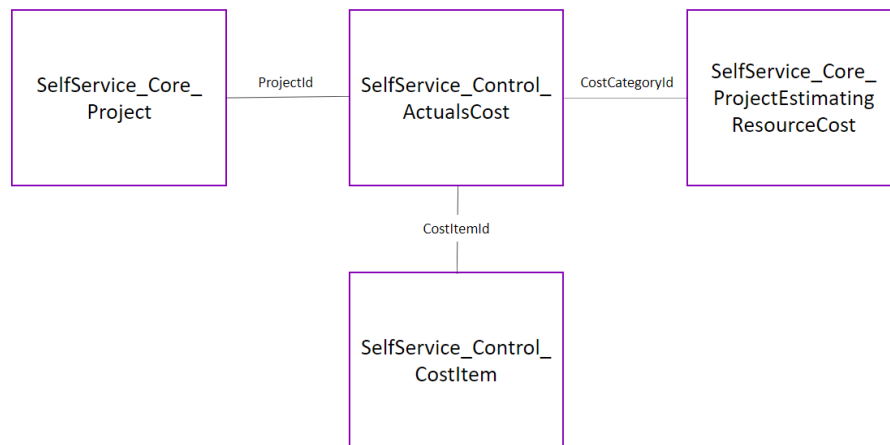 SelfService_Core_
Project
ProjectId
SelfService_Control_
ActualsCost
CostCategoryId
SelfService_Core_
ProjectEstimating
ResourceCost
CostItemId
SelfService_Control_
CostItem